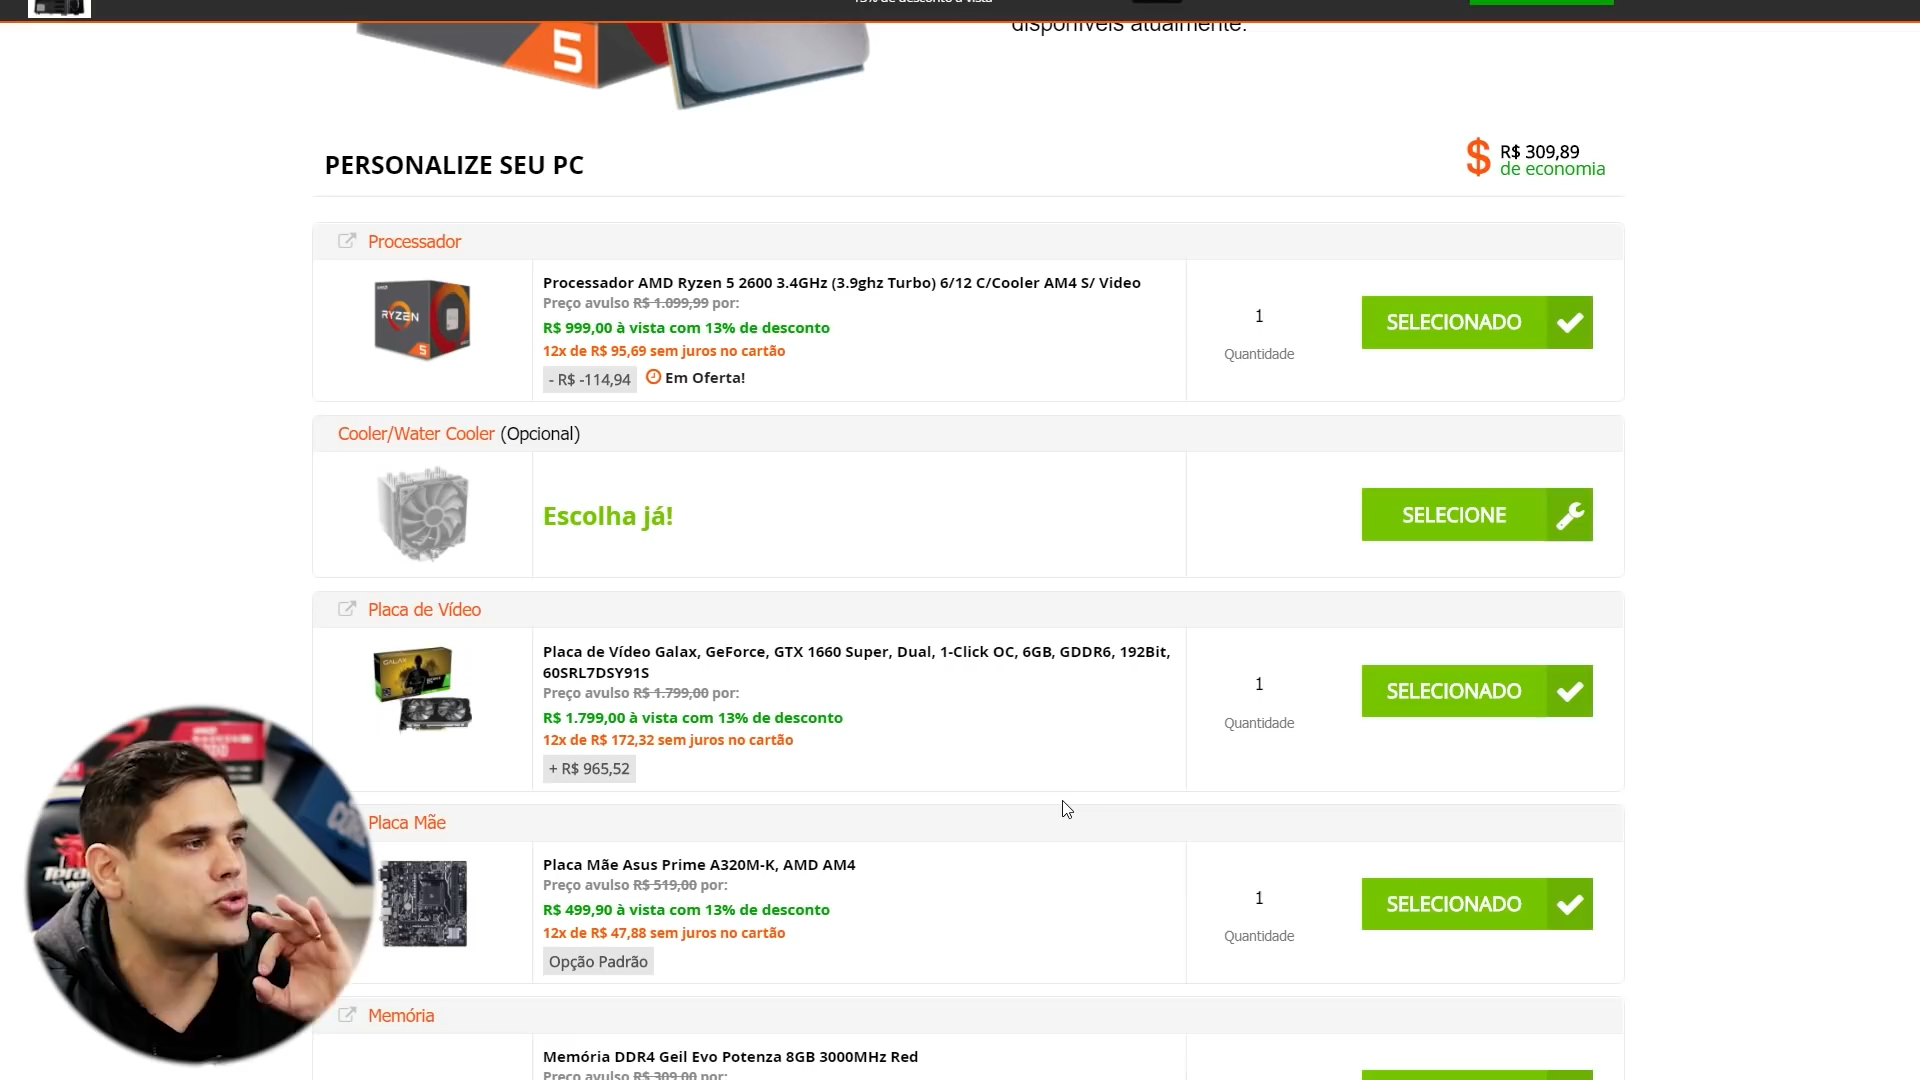 disponíveis atualmente.
5
PERSONALIZE SEU PC
$ R$ 309,89
de economia
Processador
RYZEN
5
Processador AMD Ryzen 5 2600 3.4GHz (3.9ghz Turbo) 6/12 C/Cooler AM4 S/ Video
Preço avulso R$ 1.099,99 por:
R$ 999,00 à vista com 13% de desconto
12x de R$ 95,69 sem juros no cartão
- R$ -114,94 Em Oferta!
1
Quantidade
SELECIONADO
Cooler/Water Cooler (Opcional)
Escolha já!
SELECIONE
Placa de Vídeo
GALAX
Placa de Vídeo Galax, GeForce, GTX 1660 Super, Dual, 1-Click OC, 6GB, GDDR6, 192Bit,
60SRL7DSY91S
Preço avulso R$ 1.799,00 por:
R$ 1.799,00 à vista com 13% de desconto
12x de R$ 172,32 sem juros no cartão
+ R$ 965,52
1
Quantidade
SELECIONADO
Placa Mãe
Placa Mãe Asus Prime A320M-K, AMD AM4
Preço avulso R$ 519,00 por:
R$ 499,90 à vista com 13% de desconto
12x de R$ 47,88 sem juros no cartão
Opção Padrão
1
Quantidade
SELECIONADO
Memória
Memória DDR4 Geil Evo Potenza 8GB 3000MHz Red
Preço avulso R$ 309,00 por: